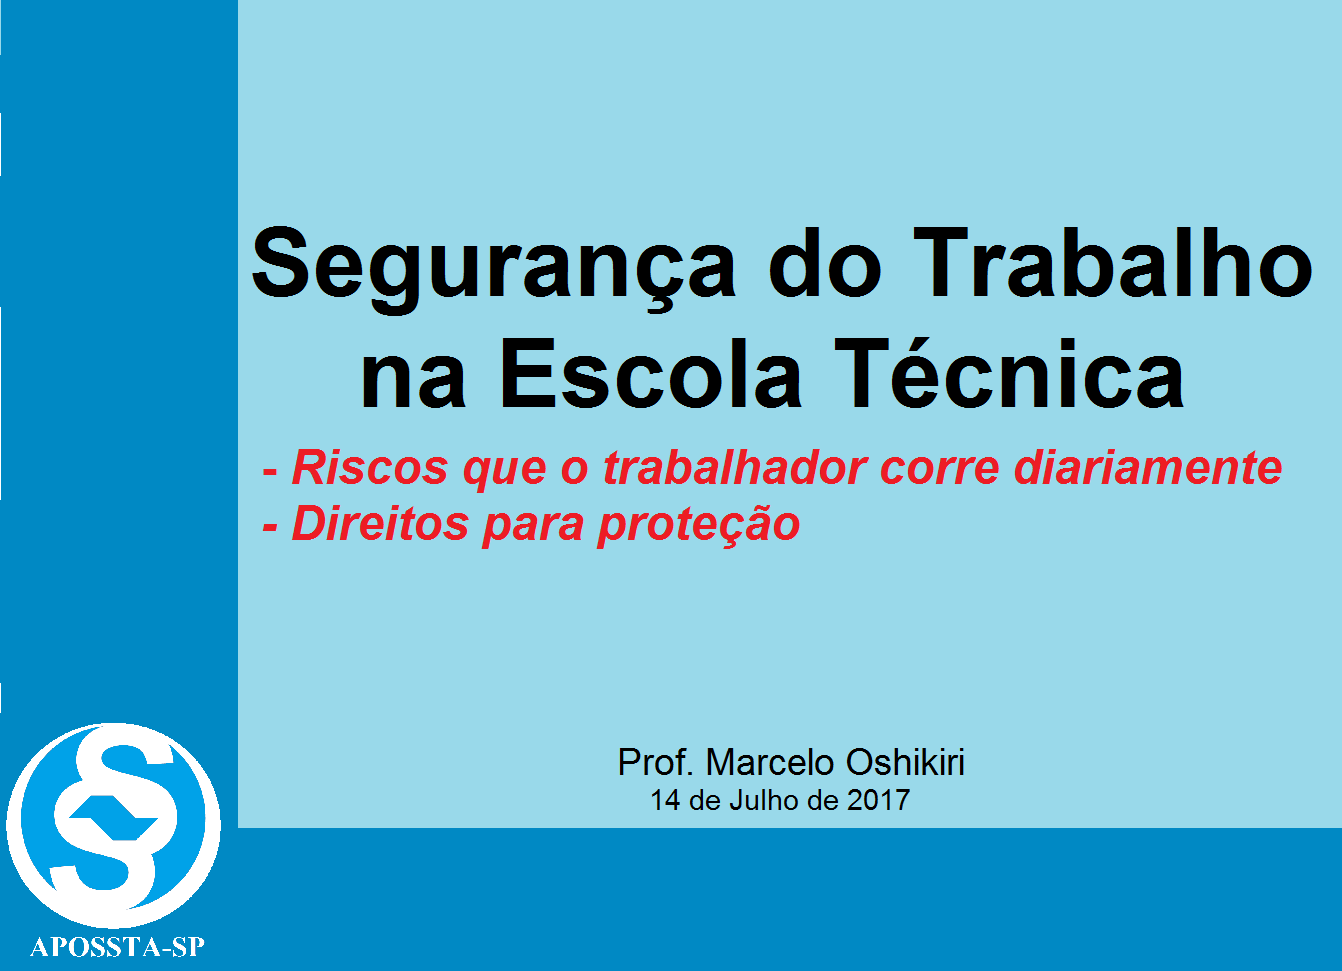 Segurança do Trabalho
na Escola Técnica
- Riscos que o trabalhador corre diariamente
- Direitos para proteção
Prof. Marcelo Oshikiri
14 de Julho de 2017
APOSSTA-SP